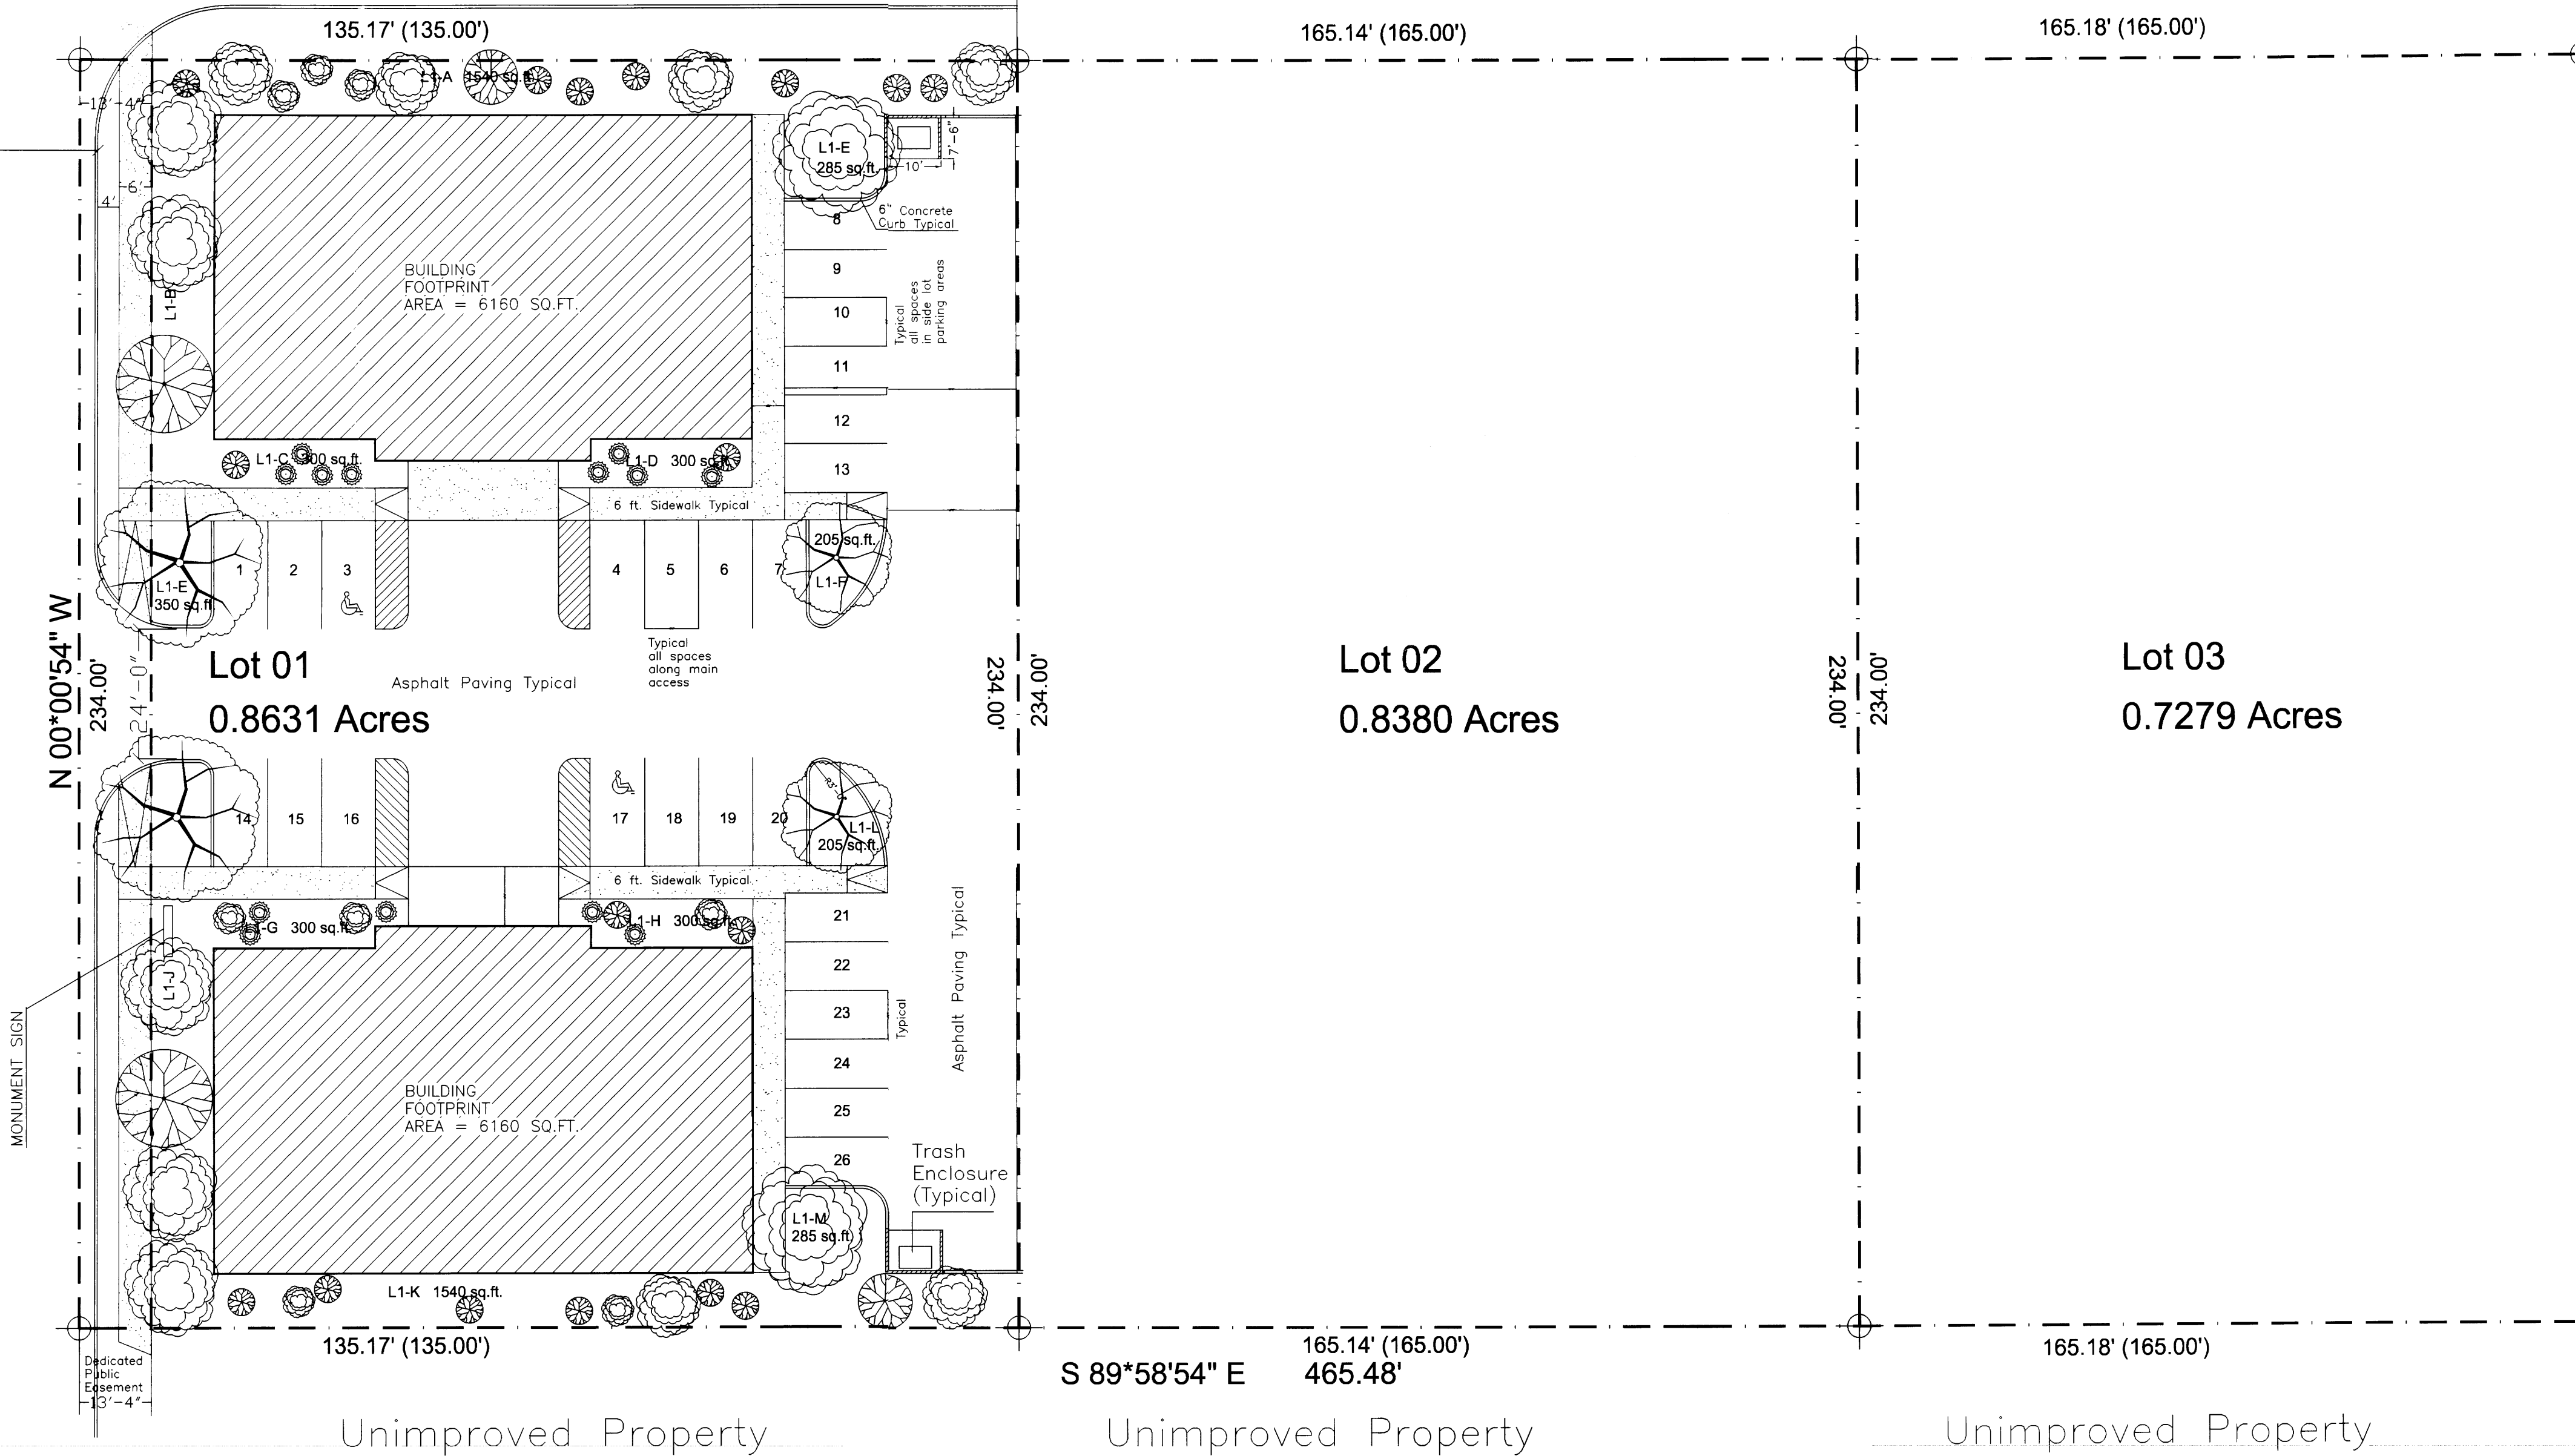 135.17' (135.00')
165.14' (165.00')
165.18' (165.00')
L1-A 1540 sq.ft.
13'-4"
6'
4'
L1-B
BUILDING
FOOTPRINT
AREA = 6160 SQ.FT.
L1-E
285 sq.ft.
10'
7'-6"
6" Concrete
Curb Typical
8
9
10
11
12
13
Typical
all spaces
in side lot
parking areas
L1-C 300 sq.ft.
L1-D 300 sq.ft.
6 ft. Sidewalk Typical
1
2
3
4
5
6
7
L1-E
350 sq.ft.
205 sq.ft.
L1-F
Typical
all spaces
along main
access
Asphalt Paving Typical
N 00*00'54" W
234.00'
24'-0"
Lot 01
0.8631 Acres
234.00'
234.00'
Lot 02
0.8380 Acres
234.00'
234.00'
Lot 03
0.7279 Acres
14
15
16
17
18
19
20
R5'-0"
L1-L
205 sq.ft.
6 ft. Sidewalk Typical
L1-G 300 sq.ft.
L1-H 300 sq.ft.
21
22
23
24
25
26
Typical
Asphalt Paving Typical
L1-J
MONUMENT SIGN
BUILDING
FOOTPRINT
AREA = 6160 SQ.FT.
Trash
Enclosure
(Typical)
L1-M
285 sq.ft.
L1-K 1540 sq.ft.
135.17' (135.00')
165.14' (165.00')
165.18' (165.00')
S 89*58'54" E 465.48'
Dedicated
Public
Easement
13'-4"
Unimproved Property
Unimproved Property
Unimproved Property